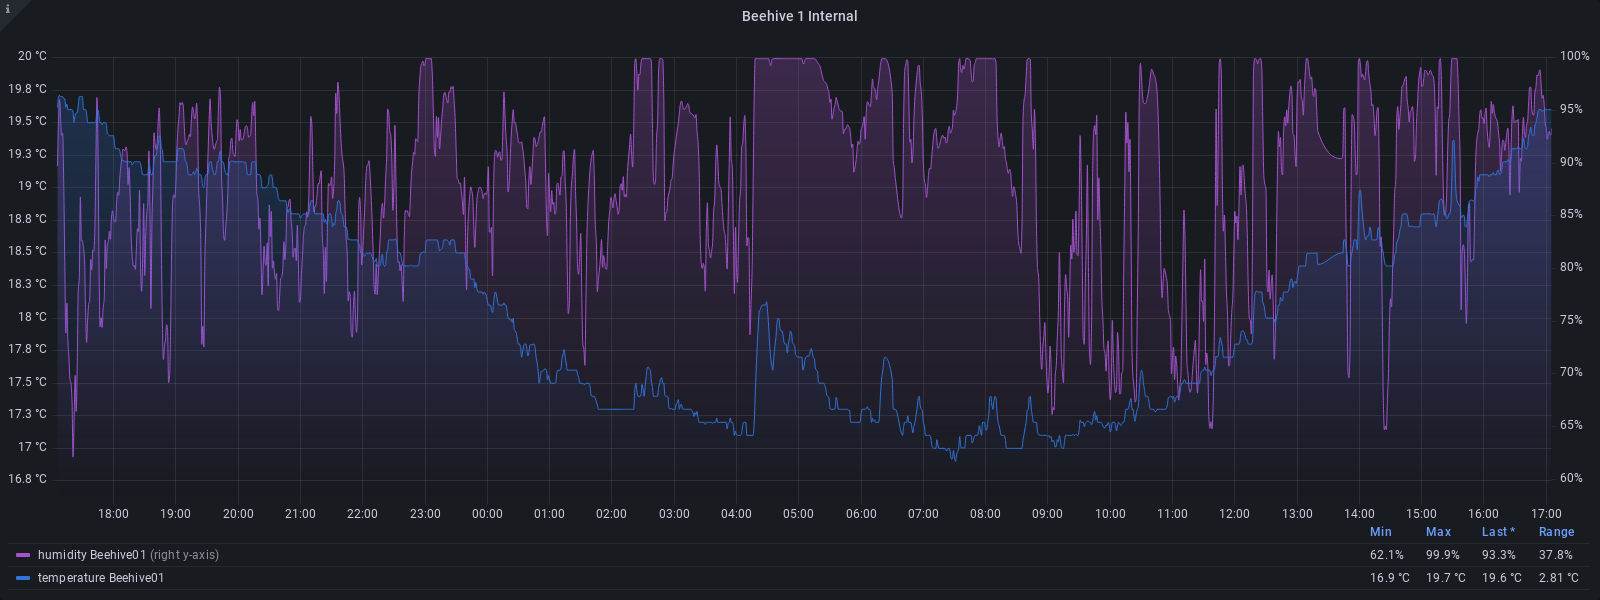 i
Beehive 1 Internal
20 °C
19.8 °C
19.5 °C
19.3 °C
19 °C
18.8 °C
18.5 °C
18.3 °C
18 °C
17.8 °C
17.5 °C
17.3 °C
17 °C
16.8 °C
100%
95%
90%
85%
80%
75%
70%
65%
60%
18:00 19:00 20:00 21:00 22:00 23:00 00:00 01:00 02:00 03:00 04:00 05:00 06:00 07:00 08:00 09:00 10:00 11:00 12:00 13:00 14:00 15:00 16:00 17:00
Min Max Last * Range
humidity Beehive01 (right y-axis) 62.1% 99.9% 93.3% 37.8%
temperature Beehive01 16.9 °C 19.7 °C 19.6 °C 2.81 °C